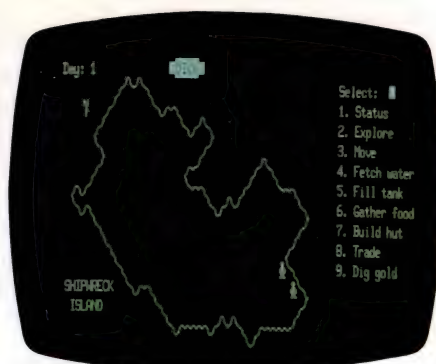 Day: 1
DICK
Select:
1. Status
2. Explore
3. Move
4. Fetch water
5. Fill tank
6. Gather food
7. Build hut
8. Trade
9. Dig gold
SHIPWRECK
ISLAND